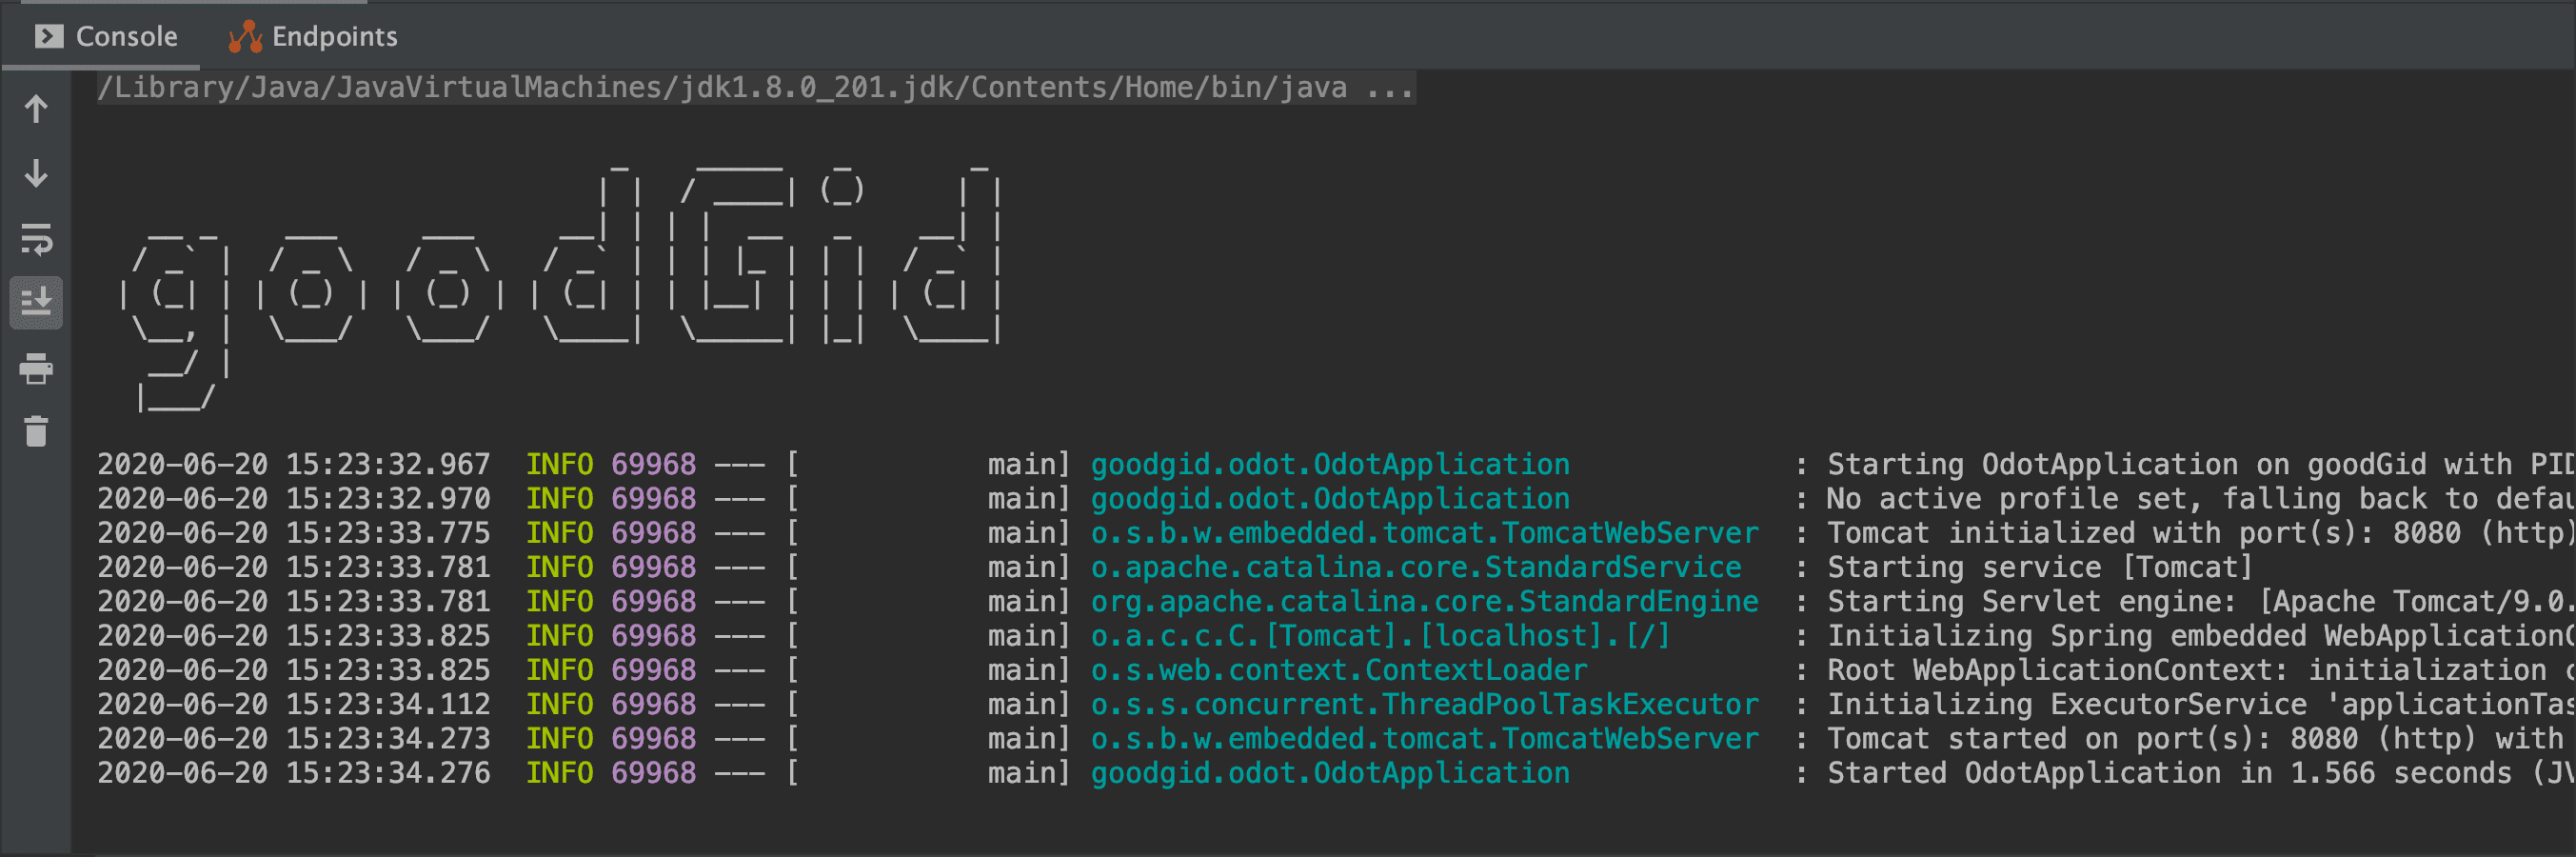 Console Endpoints
/Library/Java/JavaVirtualMachines/jdk1.8.0_201.jdk/Contents/Home/bin/java ...
goodGid
2020-06-20 15:23:32.967  INFO 69968 --- [           main] goodgid.odot.OdotApplication             : Starting OdotApplication on goodGid with PID
2020-06-20 15:23:32.970  INFO 69968 --- [           main] goodgid.odot.OdotApplication             : No active profile set, falling back to defau
2020-06-20 15:23:33.775  INFO 69968 --- [           main] o.s.b.w.embedded.tomcat.TomcatWebServer  : Tomcat initialized with port(s): 8080 (http)
2020-06-20 15:23:33.781  INFO 69968 --- [           main] o.apache.catalina.core.StandardService   : Starting service [Tomcat]
2020-06-20 15:23:33.781  INFO 69968 --- [           main] org.apache.catalina.core.StandardEngine  : Starting Servlet engine: [Apache Tomcat/9.0.
2020-06-20 15:23:33.825  INFO 69968 --- [           main] o.a.c.c.C.[Tomcat].[localhost].[/]       : Initializing Spring embedded WebApplicationC
2020-06-20 15:23:33.825  INFO 69968 --- [           main] o.s.web.context.ContextLoader            : Root WebApplicationContext: initialization c
2020-06-20 15:23:34.112  INFO 69968 --- [           main] o.s.s.concurrent.ThreadPoolTaskExecutor  : Initializing ExecutorService 'applicationTas
2020-06-20 15:23:34.273  INFO 69968 --- [           main] o.s.b.w.embedded.tomcat.TomcatWebServer  : Tomcat started on port(s): 8080 (http) with
2020-06-20 15:23:34.276  INFO 69968 --- [           main] goodgid.odot.OdotApplication             : Started OdotApplication in 1.566 seconds (JV